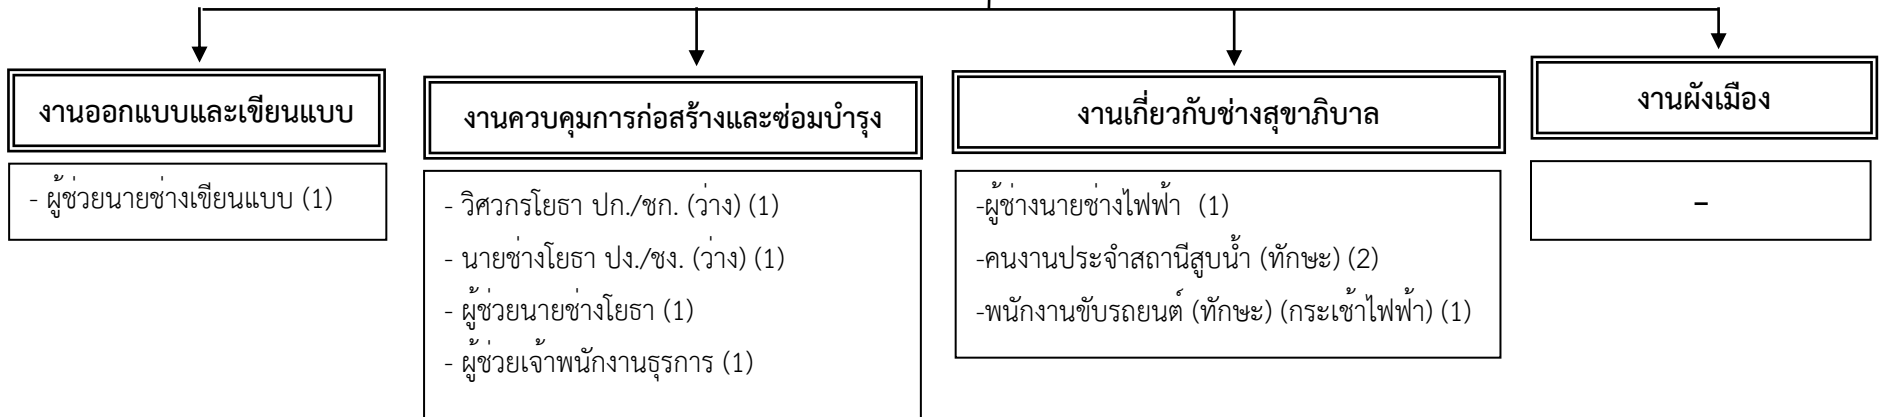 งานออกแบบและเขียนแบบ
- ผู้ช่วยนายช่างเขียนแบบ (1)
งานควบคุมการก่อสร้างและซ่อมบำรุง
- วิศวกรโยธา ปก./ชก. (ว่าง) (1)
- นายช่างโยธา ปง./ชง. (ว่าง) (1)
- ผู้ช่วยนายช่างโยธา (1)
- ผู้ช่วยเจ้าพนักงานธุรการ (1)
งานเกี่ยวกับช่างสุขาภิบาล
-ผู้ช่างนายช่างไฟฟ้า (1)
-คนงานประจำสถานีสูบน้ำ (ทักษะ) (2)
-พนักงานขับรถยนต์ (ทักษะ) (กระเช้าไฟฟ้า) (1)
งานผังเมือง
-